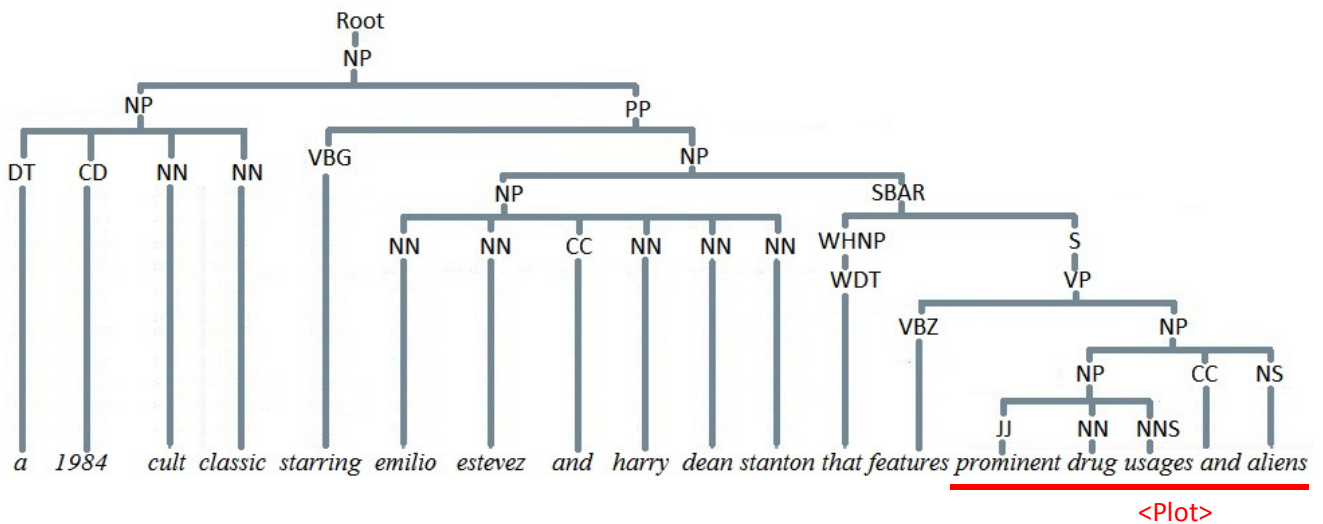 Root
NP
NP PP
DT CD NN NN VBG NP
NP SBAR
NN NN CC NN NN NN WHNP S
WDT VP
VBZ NP
NP CC NS
JJ NN NNS
a 1984 cult classic starring emilio estevez and harry dean stanton that features prominent drug usages and aliens
<Plot>